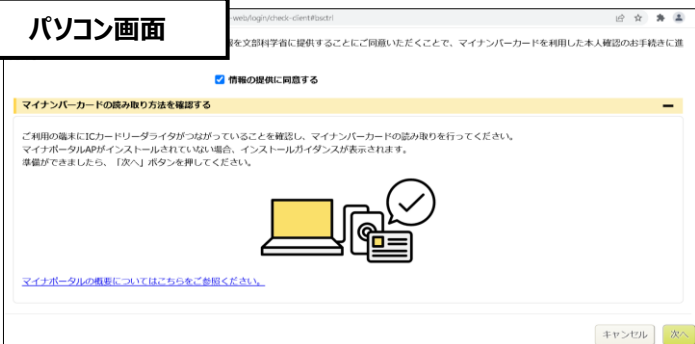 パソコン画面
-web/login/check-client#bsctrl
報を文部科学省に提供することにご同意いただくことで、マイナンバーカードを利用した本人確認のお手続きに進
情報の提供に同意する
マイナンバーカードの読み取り方法を確認する
ご利用の端末にICカードリーダライタがつながっていることを確認し、マイナンバーカードの読み取りを行ってください。
マイナポータルAPがインストールされていない場合、インストールガイダンスが表示されます。
準備ができましたら、「次へ」ボタンを押してください。
マイナポータルの概要についてはこちらをご参照ください。
キャンセル
次へ